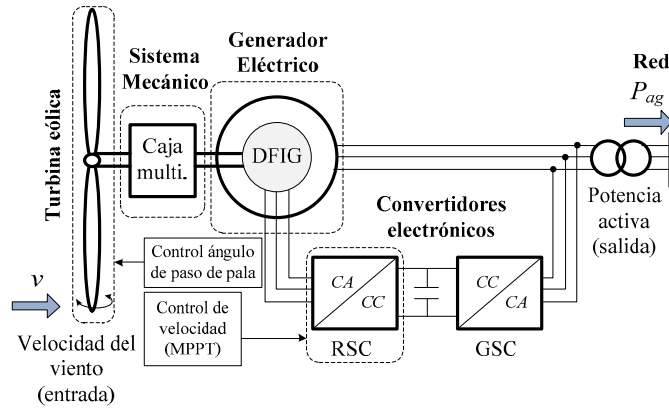 Generador
Eléctrico
Sistema
Mecánico
Red
P_ag
Turbina eólica
Caja
multi.
DFIG
Potencia
activa
(salida)
Convertidores
electrónicos
Control ángulo
de paso de pala
v
CA
CC
CC
CA
Control de
velocidad
(MPPT)
RSC
GSC
Velocidad del
viento
(entrada)